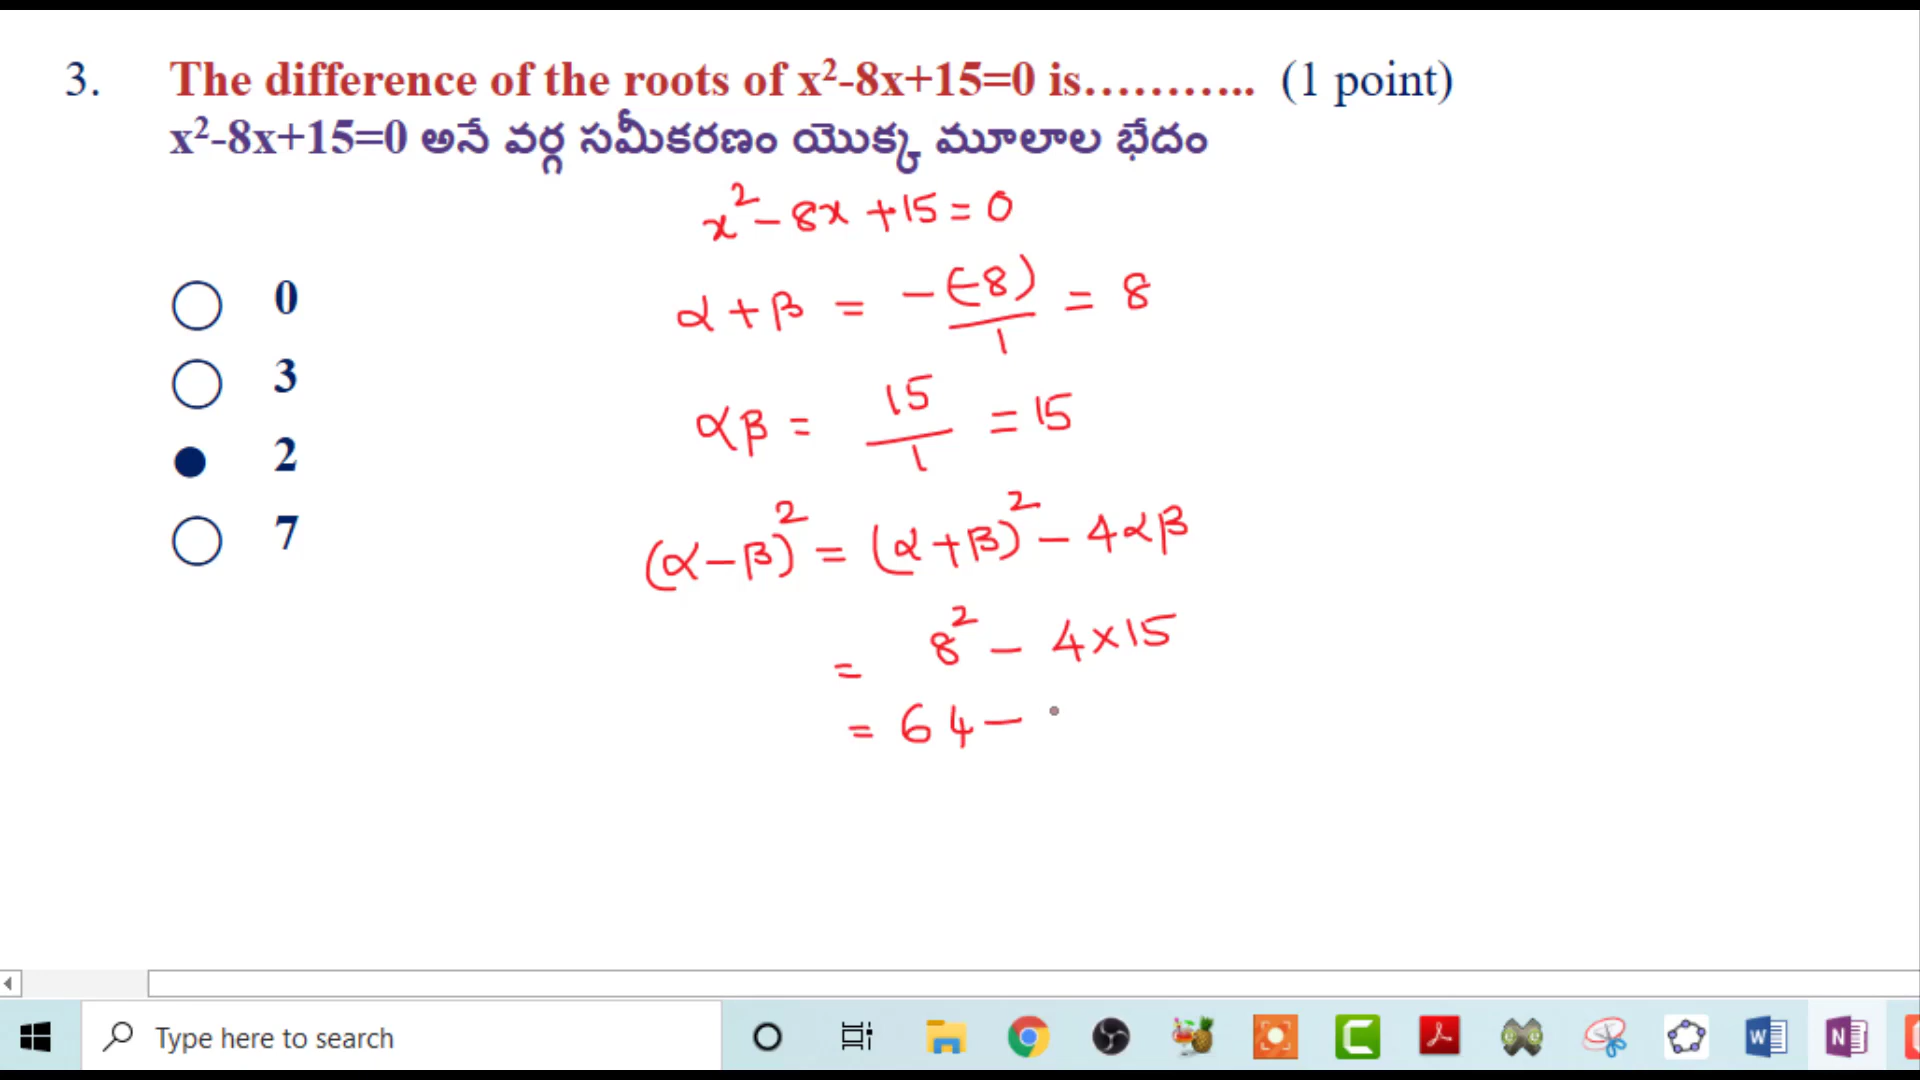 3. The difference of the roots of x²-8x+15=0 is……….. (1 point)
x²-8x+15=0 అనే వర్గ సమీకరణం యొక్క మూలాల భేదం
x² - 8x + 15 = 0
α + β = -(-8)/1 = 8
αβ = 15/1 = 15
(α - β)² = (α + β)² - 4αβ
= 8² - 4×15
= 64 -
0
3
2
7
Type here to search